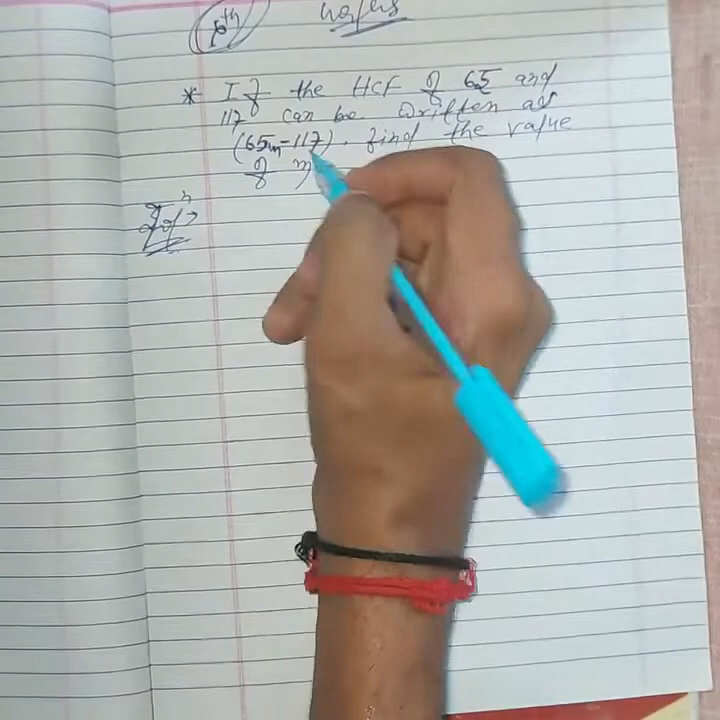 10th
* If the HCF of 65 and
117 can be written as
(65m-117). find the value
of m
Sol^n→